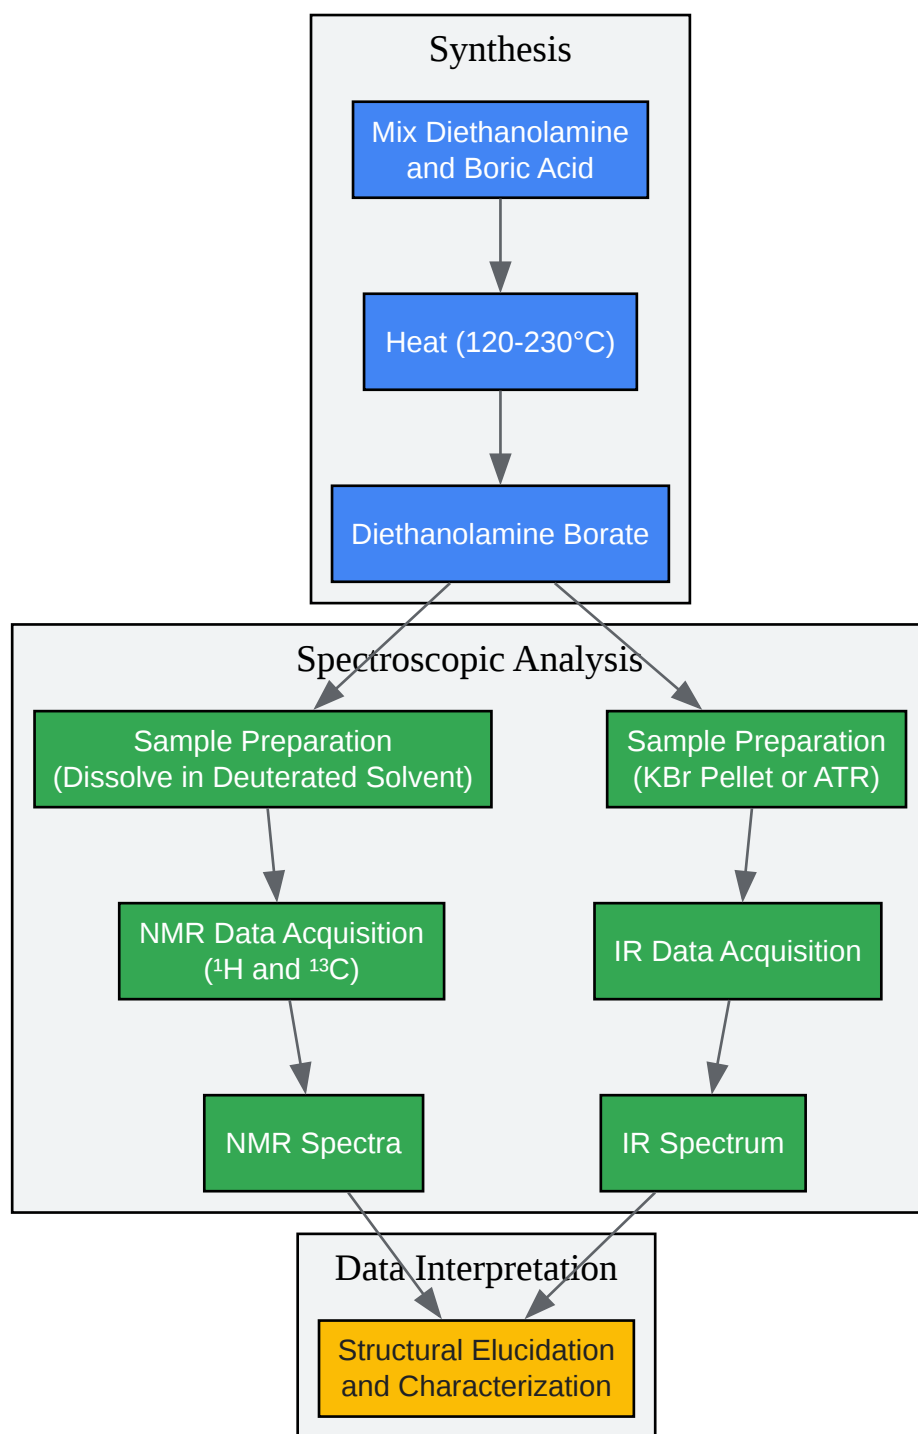 Synthesis
Mix Diethanolamine
and Boric Acid
Heat (120-230°C)
Diethanolamine Borate
Spectroscopic Analysis
Sample Preparation
(Dissolve in Deuterated Solvent)
Sample Preparation
(KBr Pellet or ATR)
NMR Data Acquisition
(¹H and ¹³C)
IR Data Acquisition
NMR Spectra
IR Spectrum
Data Interpretation
Structural Elucidation
and Characterization